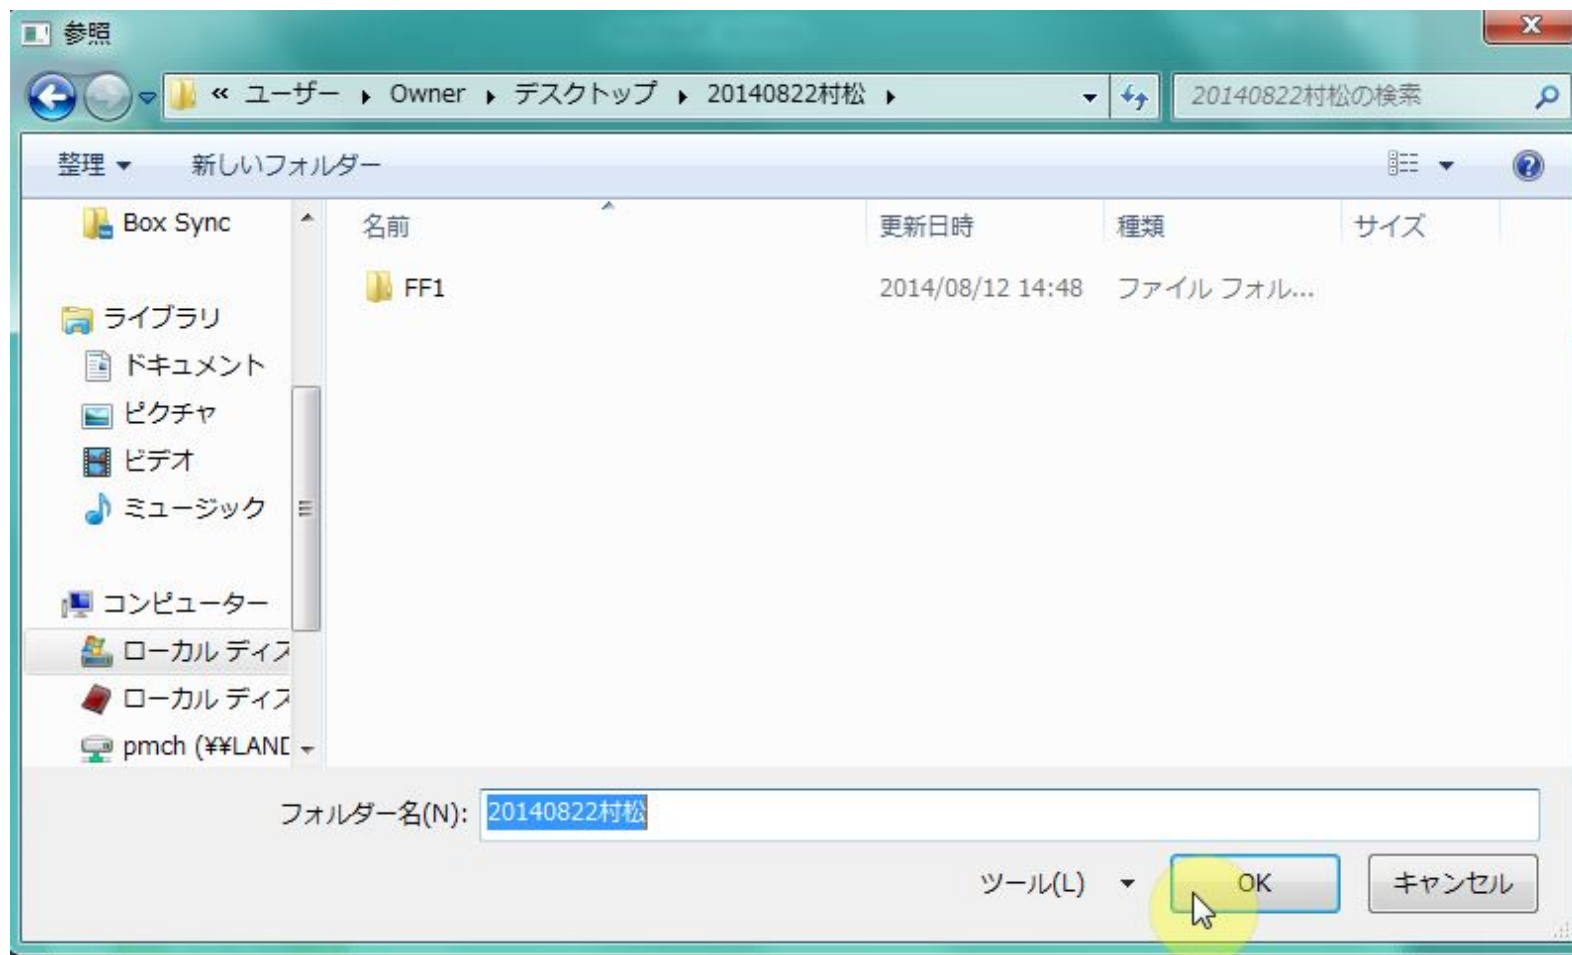 参照
« ユーザー ▸ Owner ▸ デスクトップ ▸ 20140822村松 ▸
20140822村松の検索
整理 ▼ 新しいフォルダー
Box Sync
ライブラリ
ドキュメント
ピクチャ
ビデオ
ミュージック
コンピューター
ローカル ディス
ローカル ディス
pmch (¥¥LAND
名前 更新日時 種類 サイズ
FF1 2014/08/12 14:48 ファイル フォル...
フォルダー名(N): 20140822村松
ツール(L) ▼ OK キャンセル